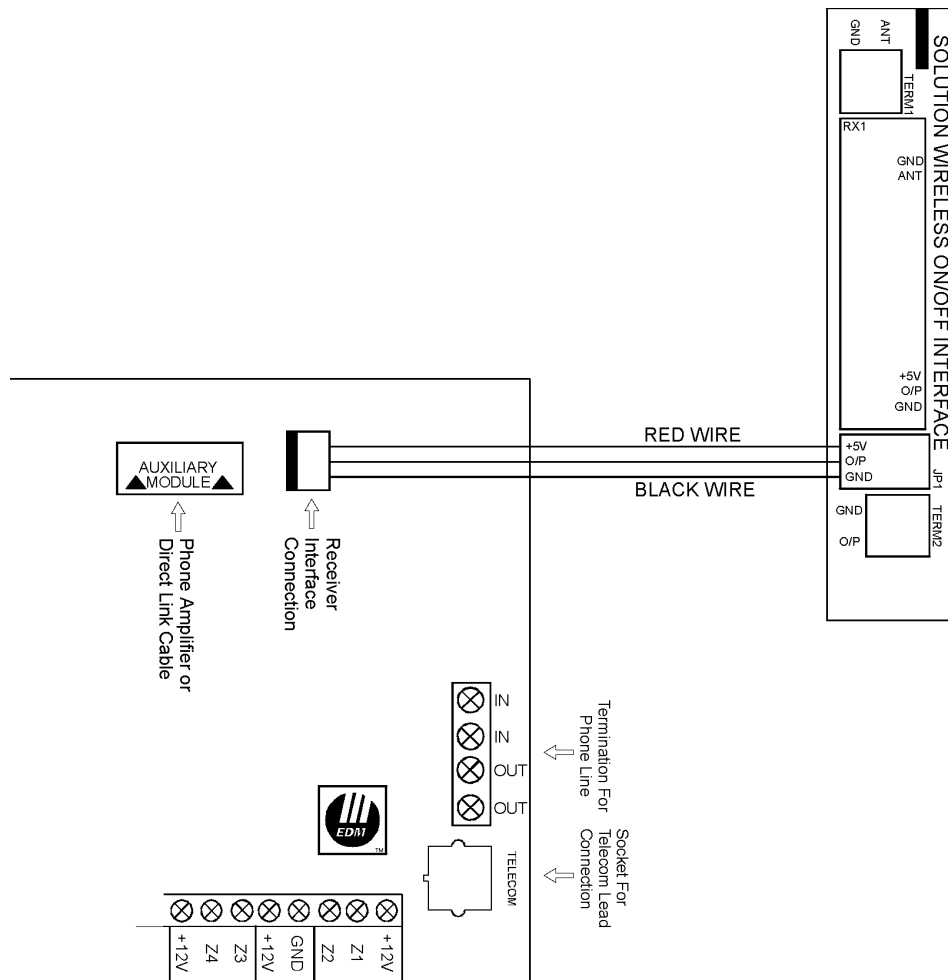 SOLUTION WIRELESS ON/OFF INTERFACE
GND
ANT
TERM1
RX1
GND
ANT
+5V
O/P
GND
+5V
O/P
GND
JP1
GND
O/P
TERM2
RED WIRE
BLACK WIRE
AUXILIARY
MODULE
Phone Amplifier or
Direct Link Cable
Receiver
Interface
Connection
IN
IN
OUT
OUT
Termination For
Phone Line
Socket For
Telecom Lead
Connection
TELECOM
EDM
TM
+12V
Z4
Z3
+12V
GND
Z2
Z1
+12V